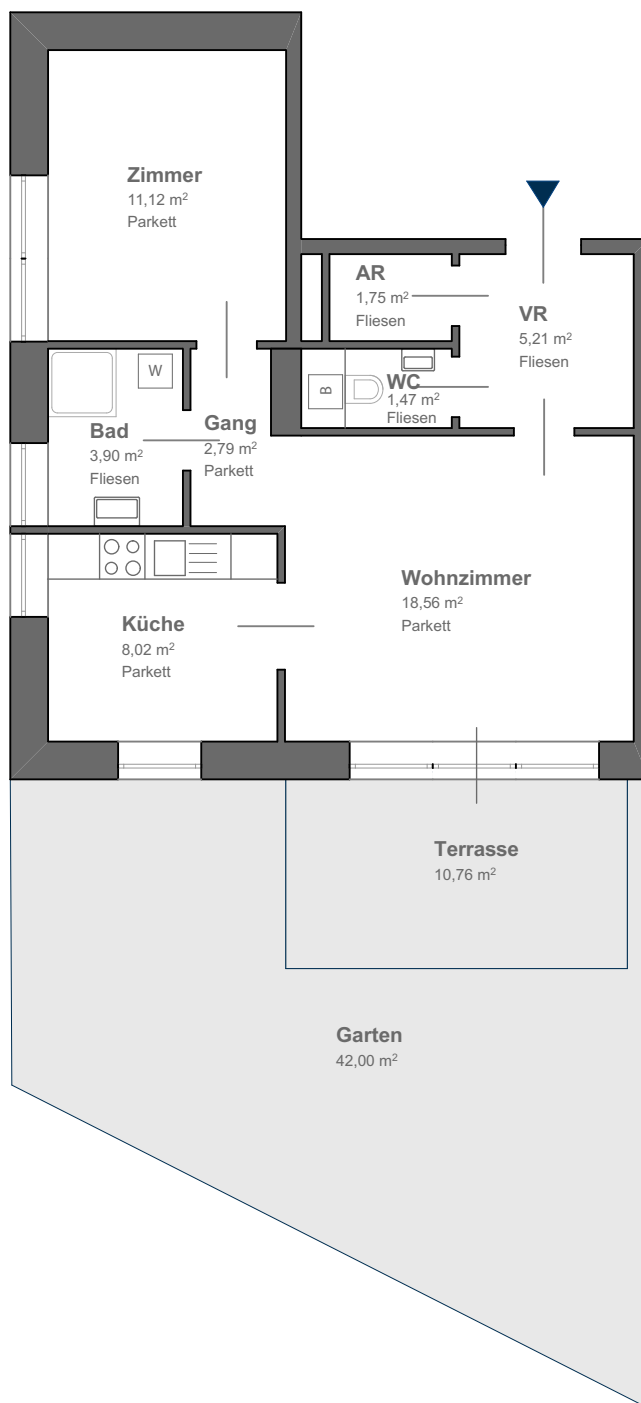 Zimmer
11,12 m²
Parkett
AR
1,75 m²
Fliesen
VR
5,21 m²
Fliesen
W
B
WC
1,47 m²
Fliesen
Bad
3,90 m²
Fliesen
Gang
2,79 m²
Parkett
Wohnzimmer
18,56 m²
Parkett
Küche
8,02 m²
Parkett
Terrasse
10,76 m²
Garten
42,00 m²